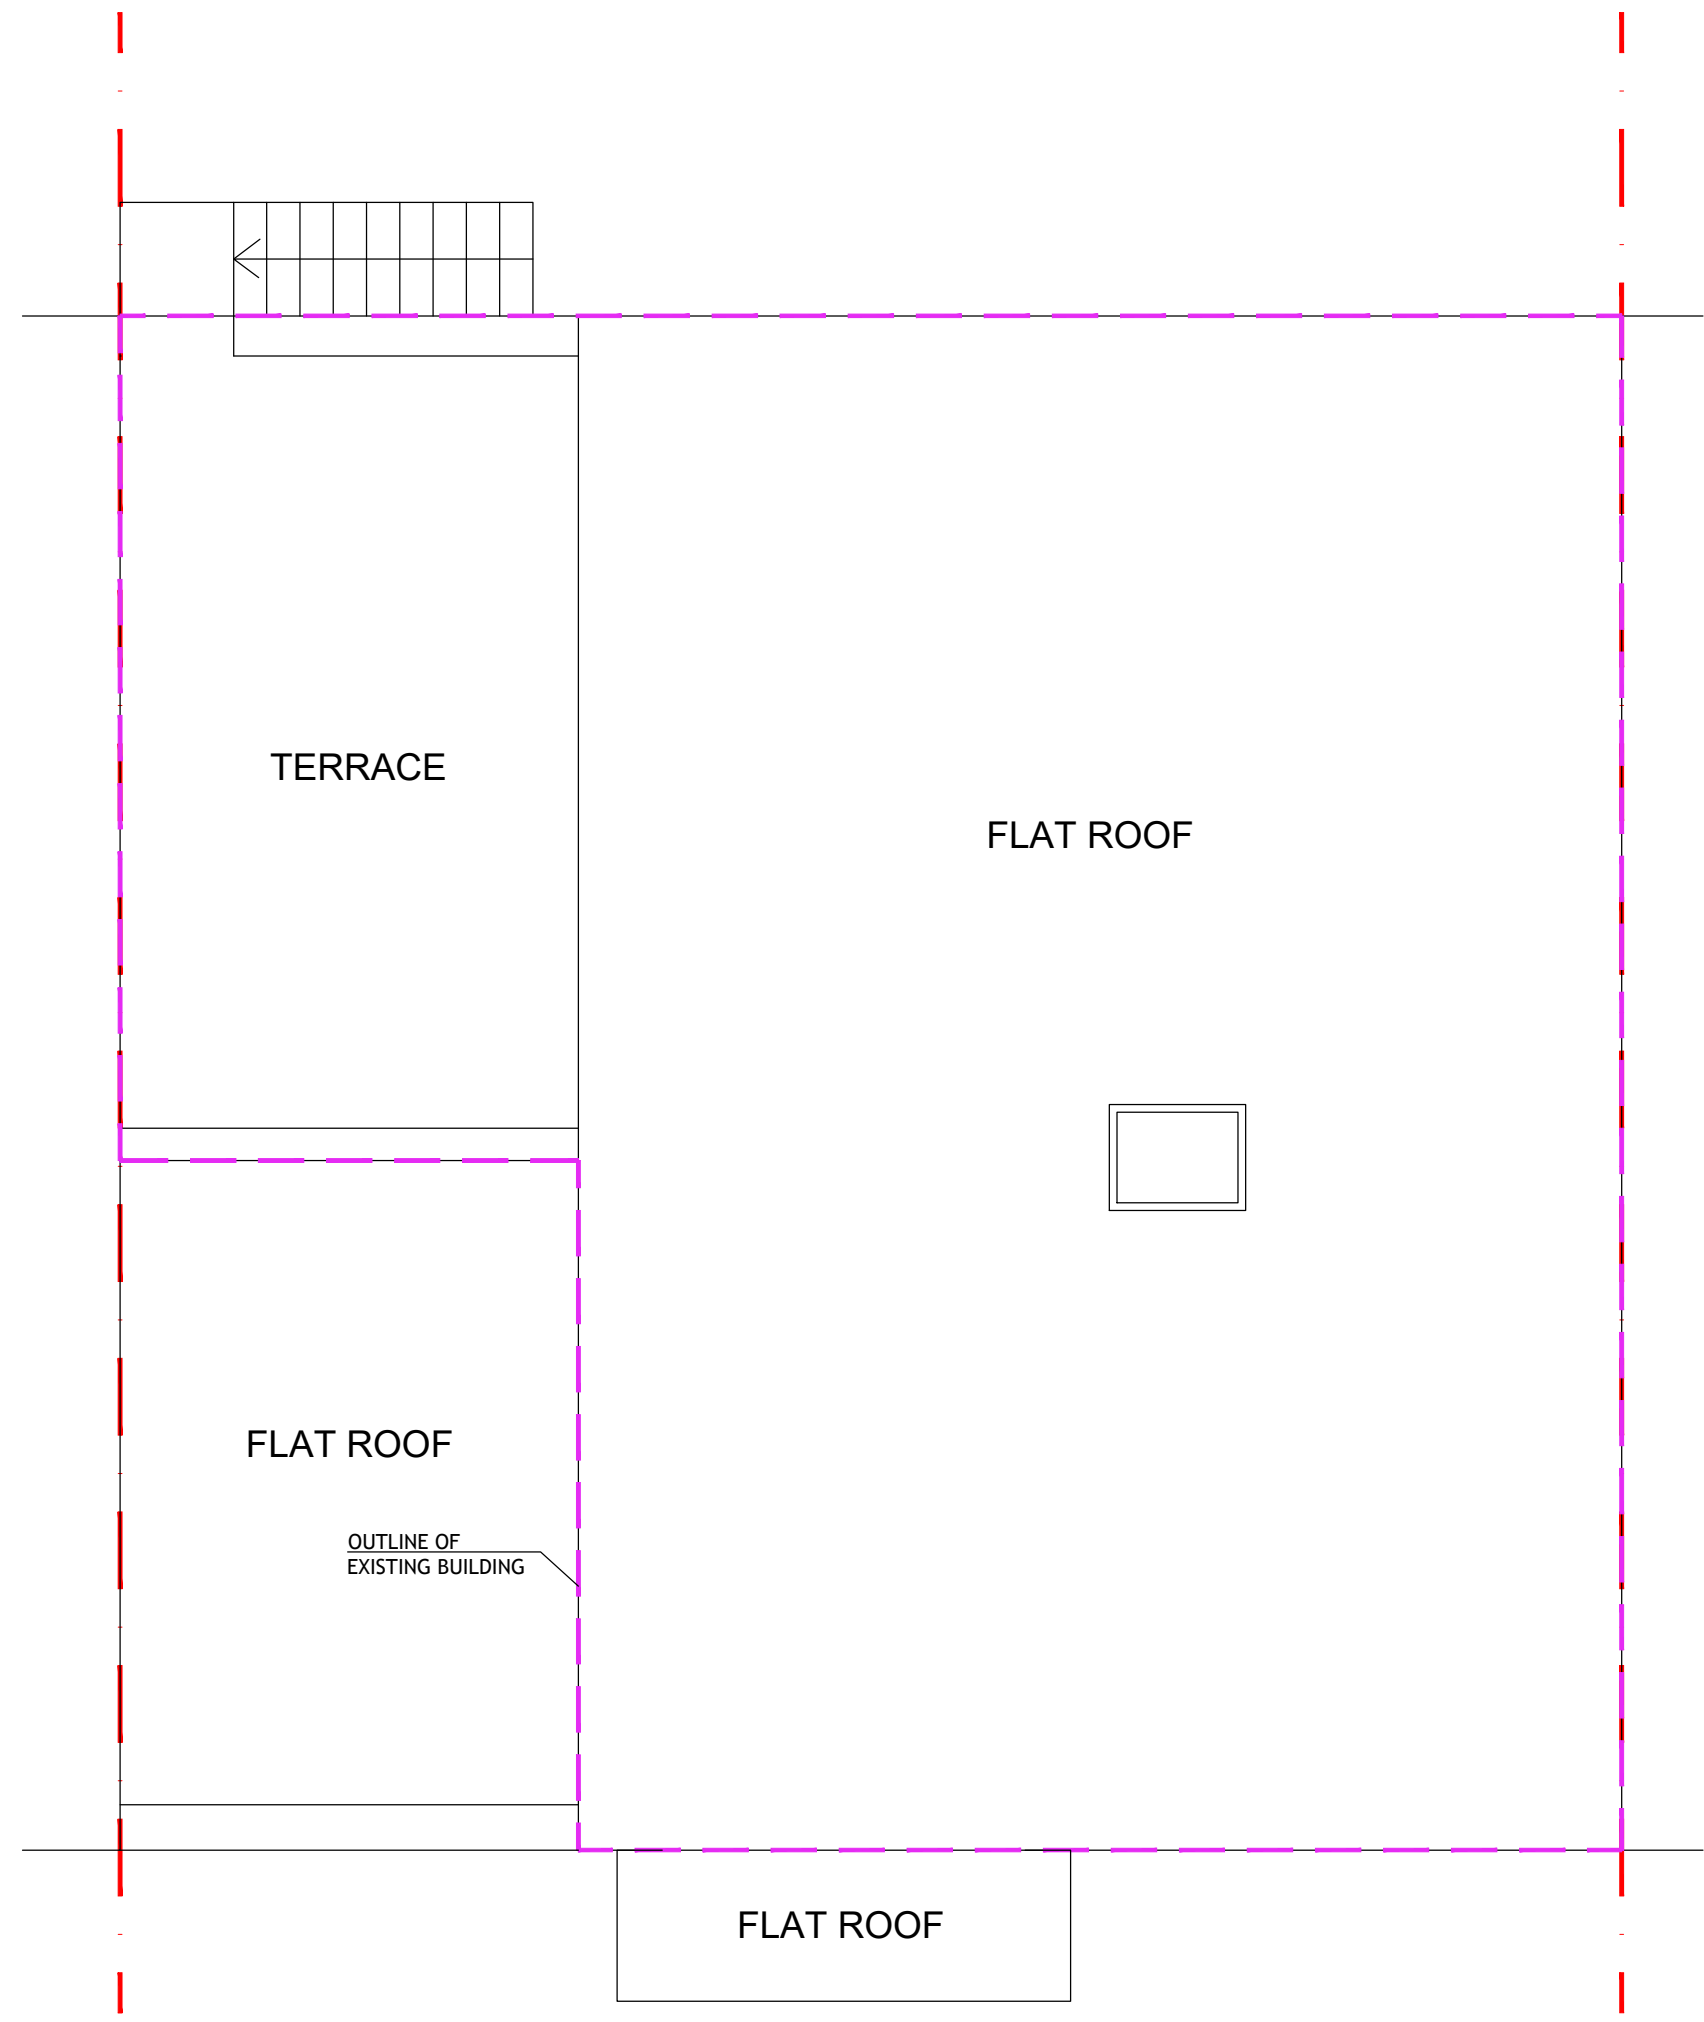 TERRACE
FLAT ROOF
FLAT ROOF
OUTLINE OF
EXISTING BUILDING
FLAT ROOF